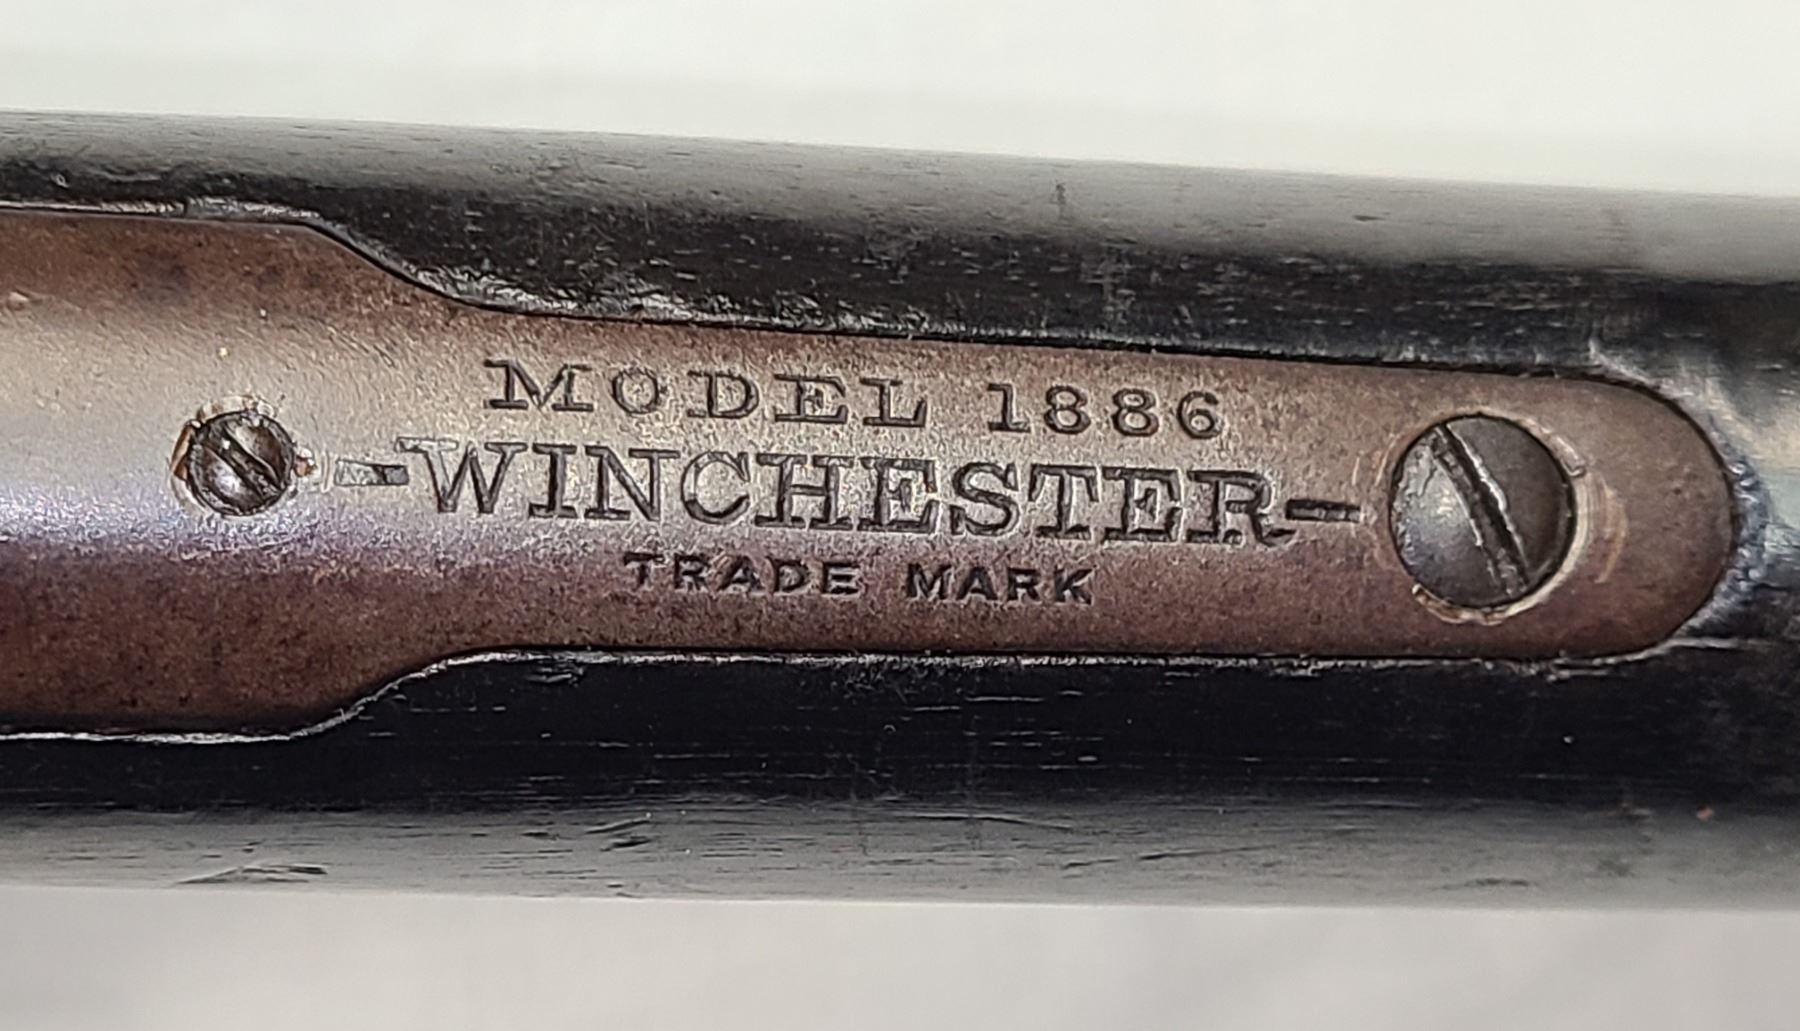 MODEL 1886
-WINCHESTER-
TRADE MARK